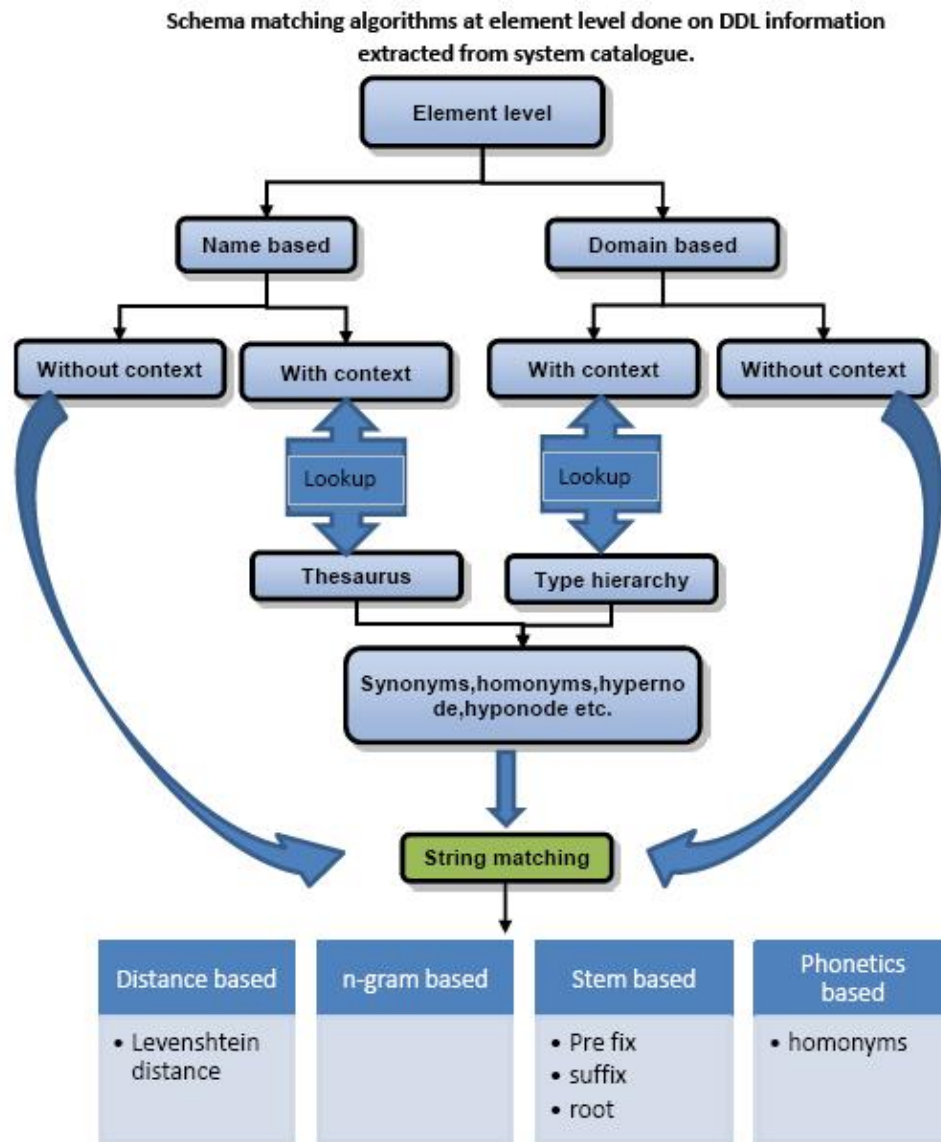 Schema matching algorithms at element level done on DDL information
extracted from system catalogue.
Element level
Name based
Domain based
Without context
With context
With context
Without context
Lookup
Lookup
Thesaurus
Type hierarchy
Synonyms,homonyms,hyperno
de,hyponode etc.
String matching
Distance based
n-gram based
Stem based
Phonetics
based
• Levenshtein
distance
• Pre fix
• suffix
• root
• homonyms